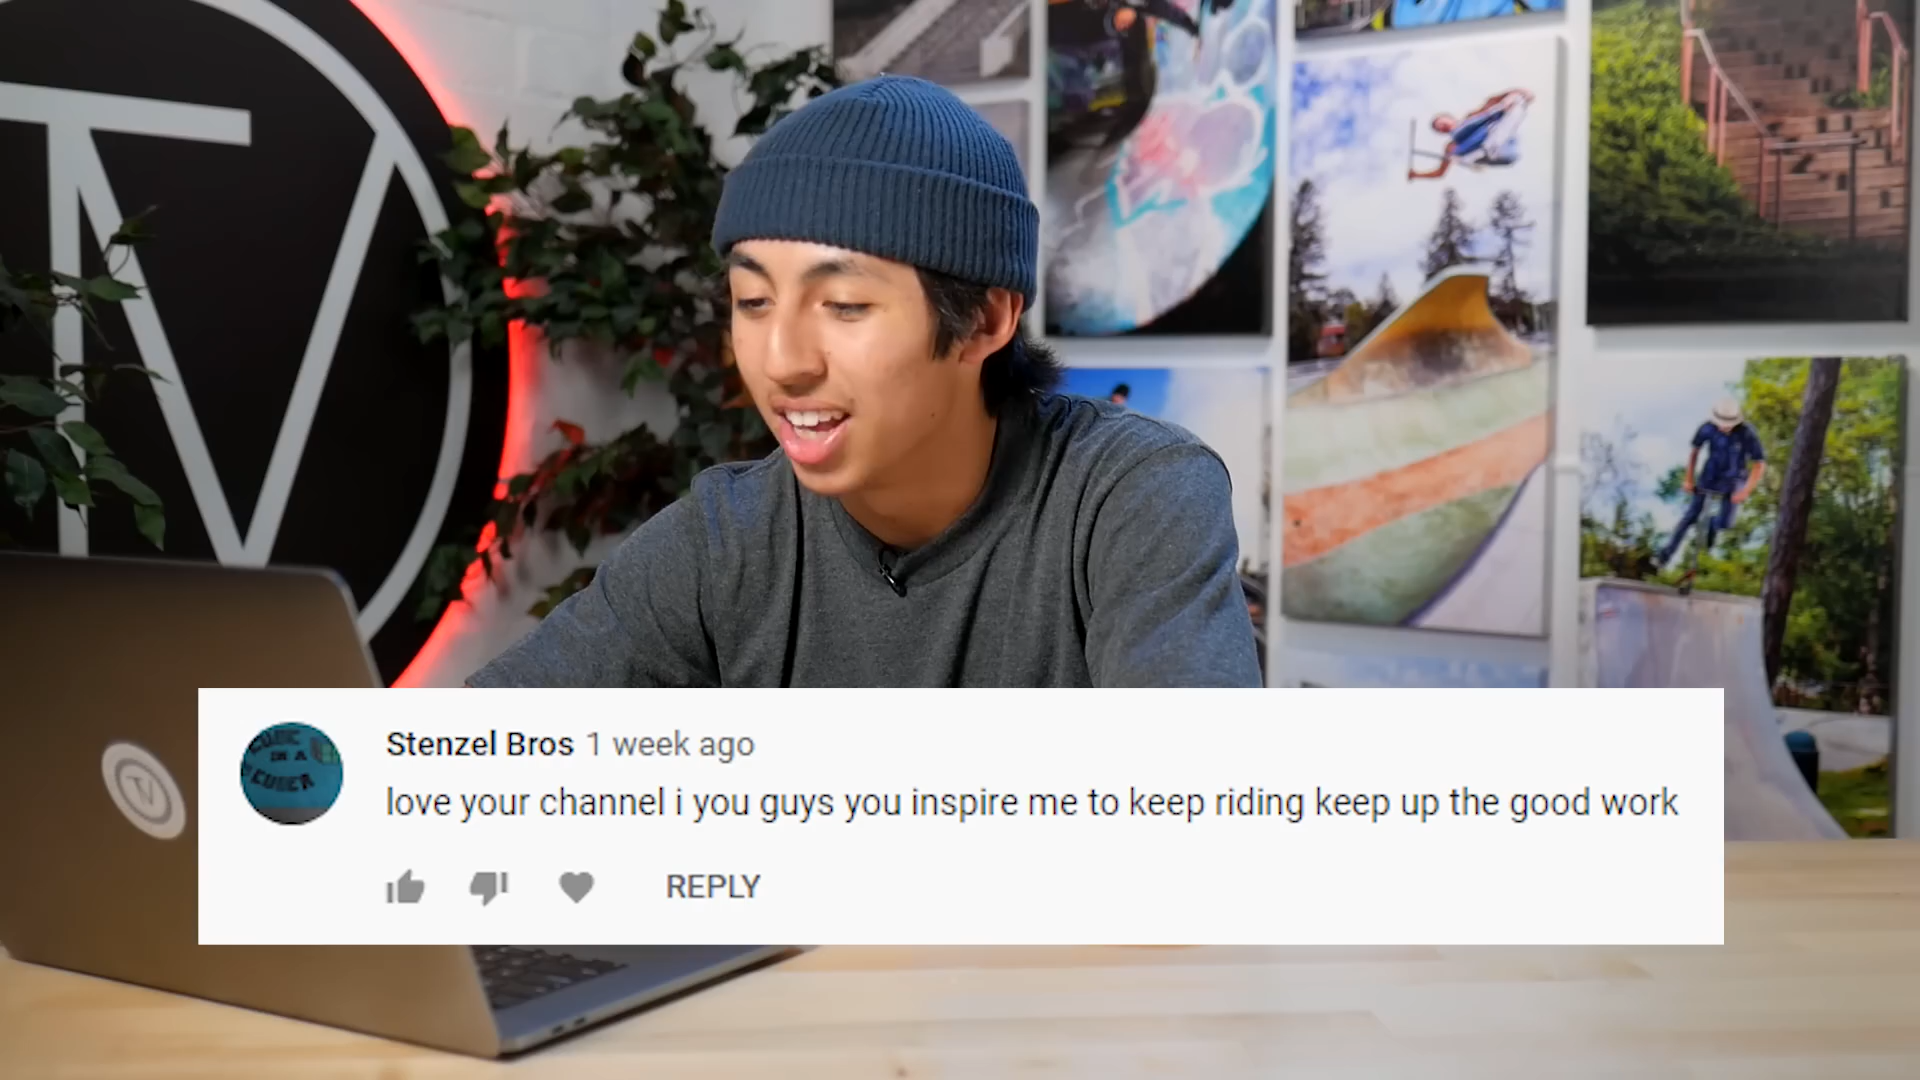 TV
Stenzel Bros 1 week ago
love your channel i you guys you inspire me to keep riding keep up the good work
REPLY